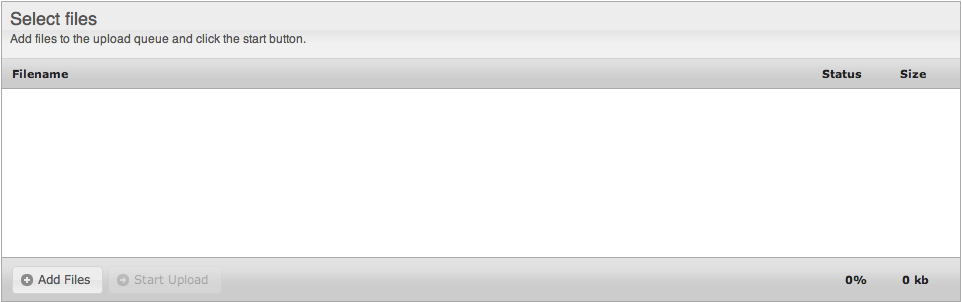 Select files
Add files to the upload queue and click the start button.
Filename Status Size
Add Files Start Upload 0% 0 kb